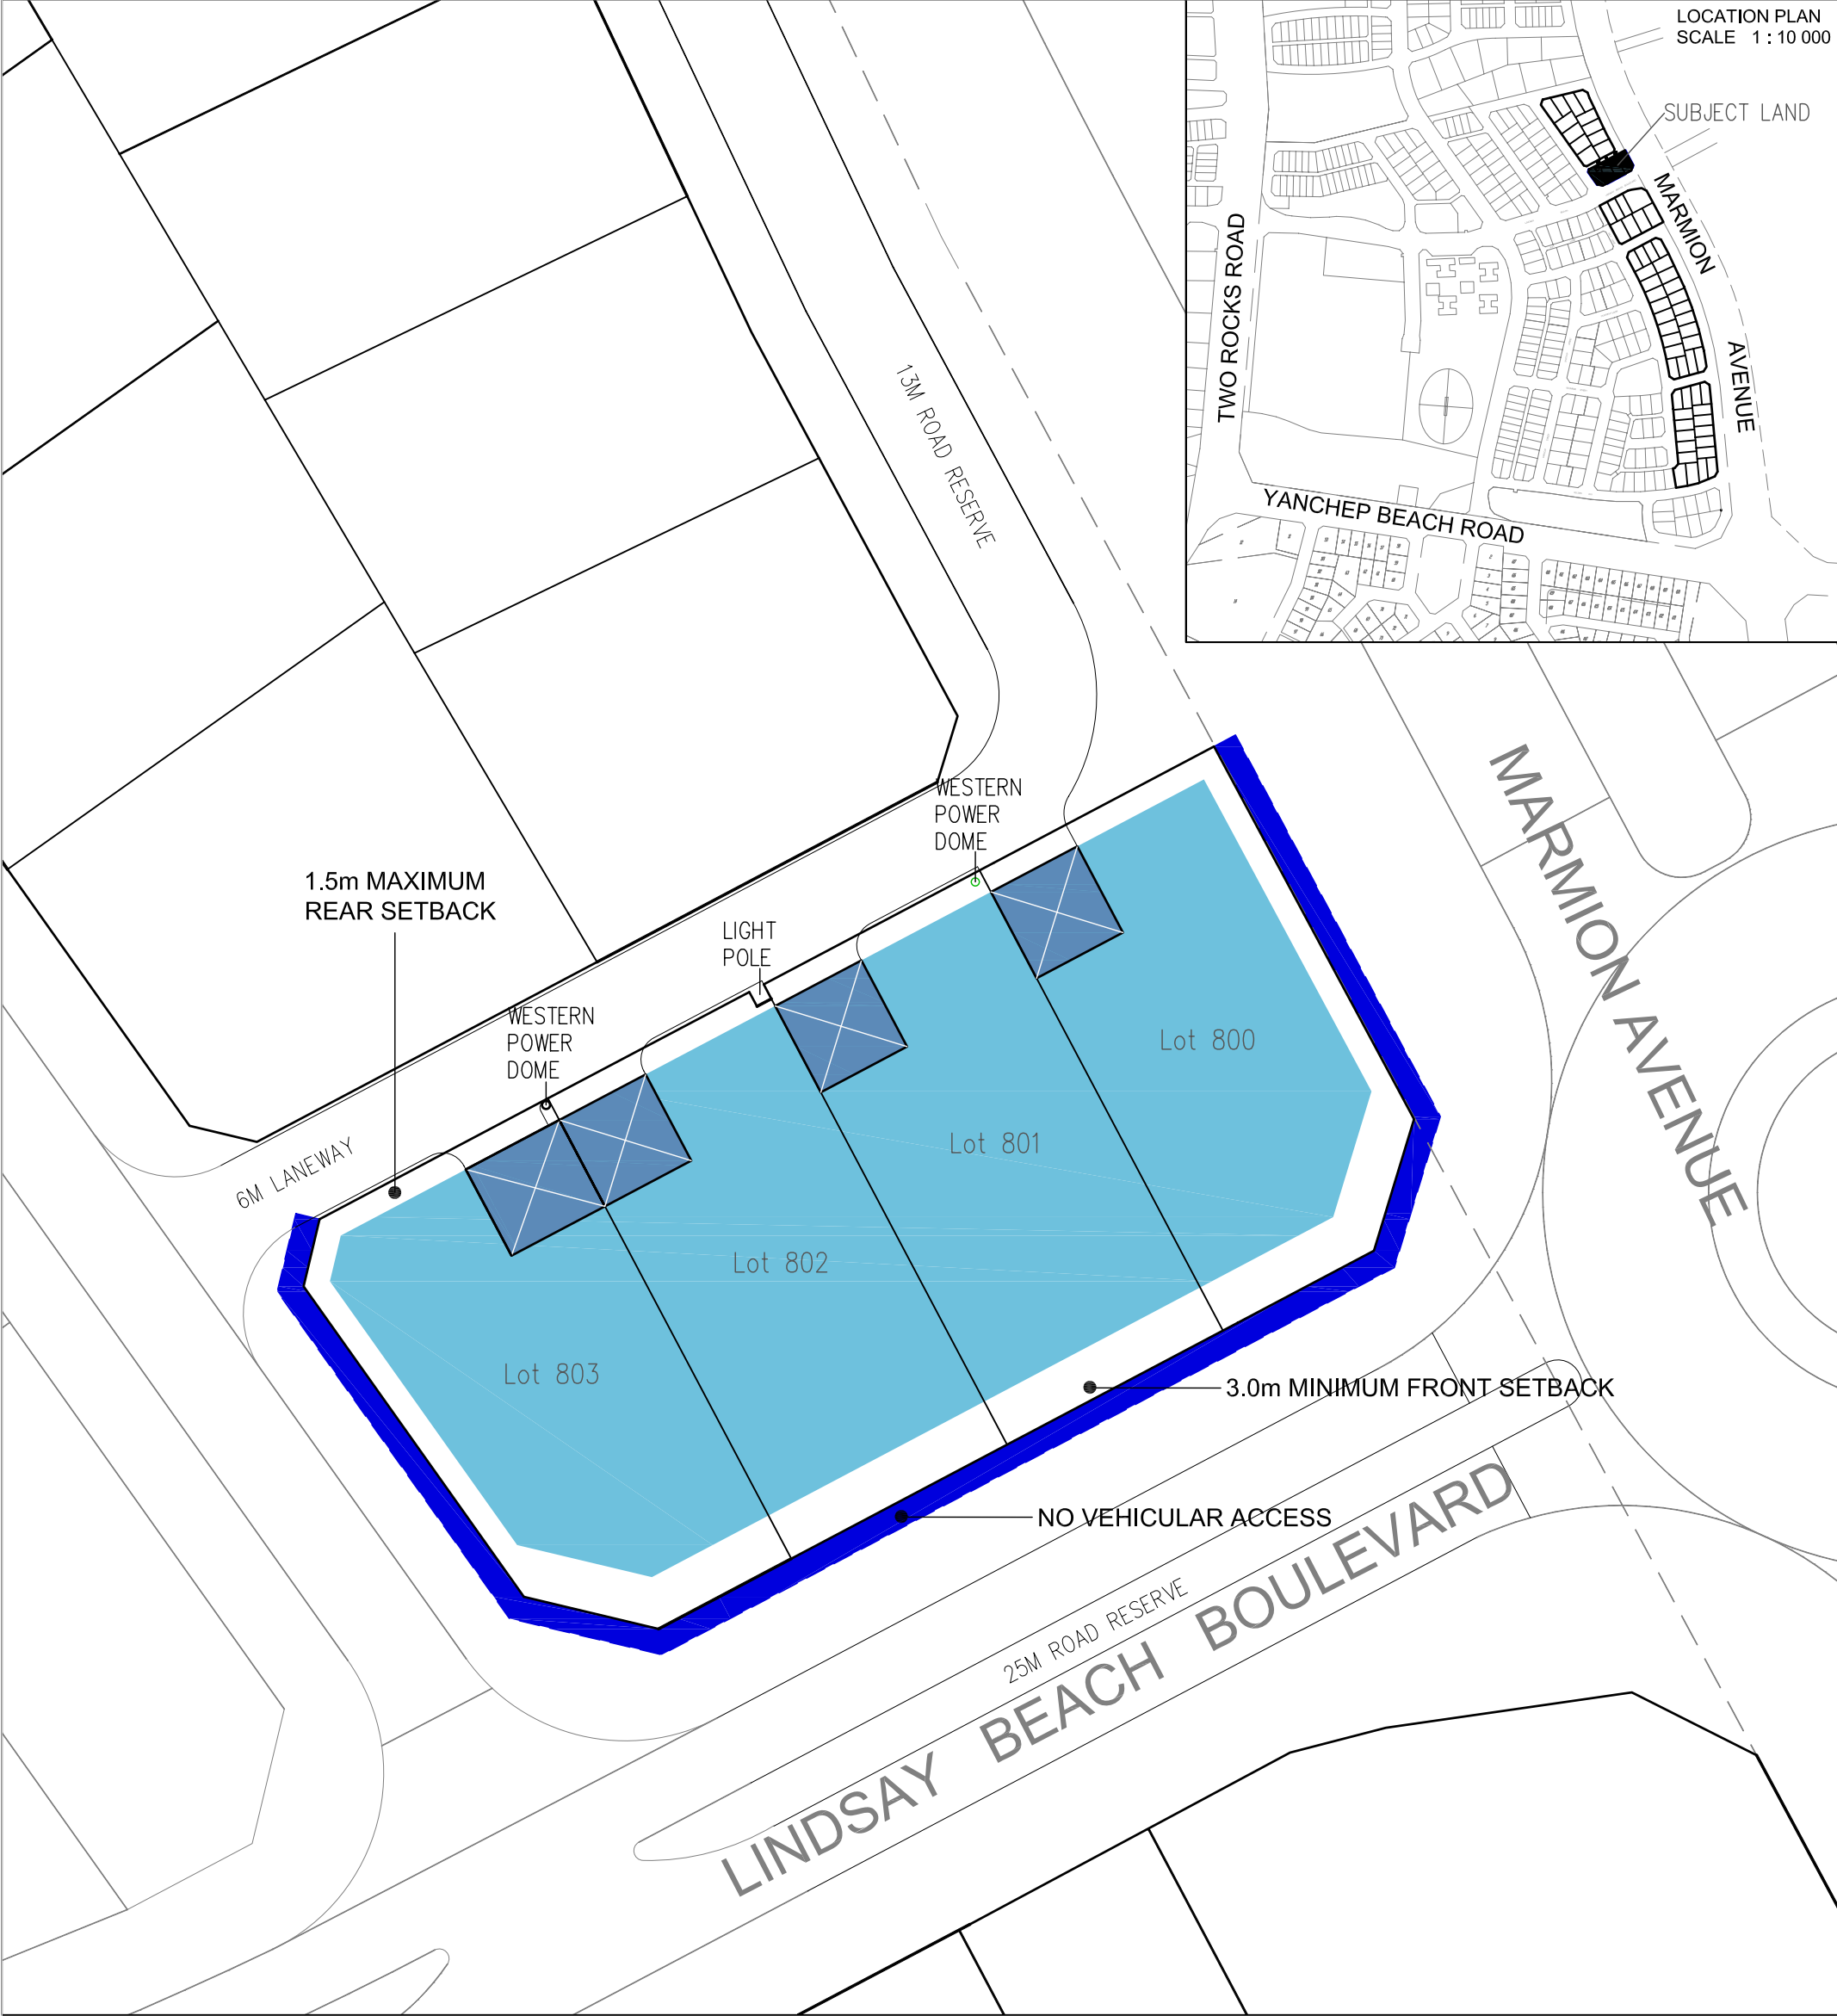 LOCATION PLAN
SCALE 1 : 10 000
SUBJECT LAND
MARMION
AVENUE
TWO ROCKS ROAD
YANCHEP BEACH ROAD
13M ROAD RESERVE
MARMION AVENUE
WESTERN
POWER
DOME
1.5m MAXIMUM
REAR SETBACK
LIGHT
POLE
WESTERN
POWER
DOME
6M LANEWAY
Lot 800
Lot 801
Lot 802
Lot 803
3.0m MINIMUM FRONT SETBACK
NO VEHICULAR ACCESS
25M ROAD RESERVE
LINDSAY BEACH BOULEVARD